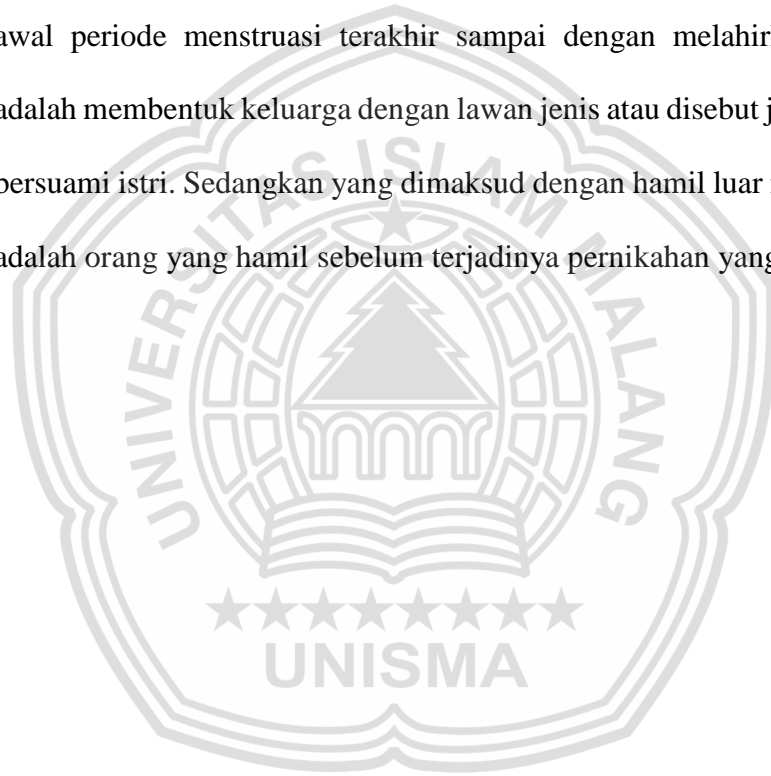 awal periode menstruasi terakhir sampai dengan
adalah membentuk keluarga dengan lawan jenis atau disebut
bersuami istri. Sedangkan yang dimaksud dengan hamil luar
adalah orang yang hamil sebelum terjadinya pernikahan yang
UNIVERSITAS ISLAM MALANG
UNISMA